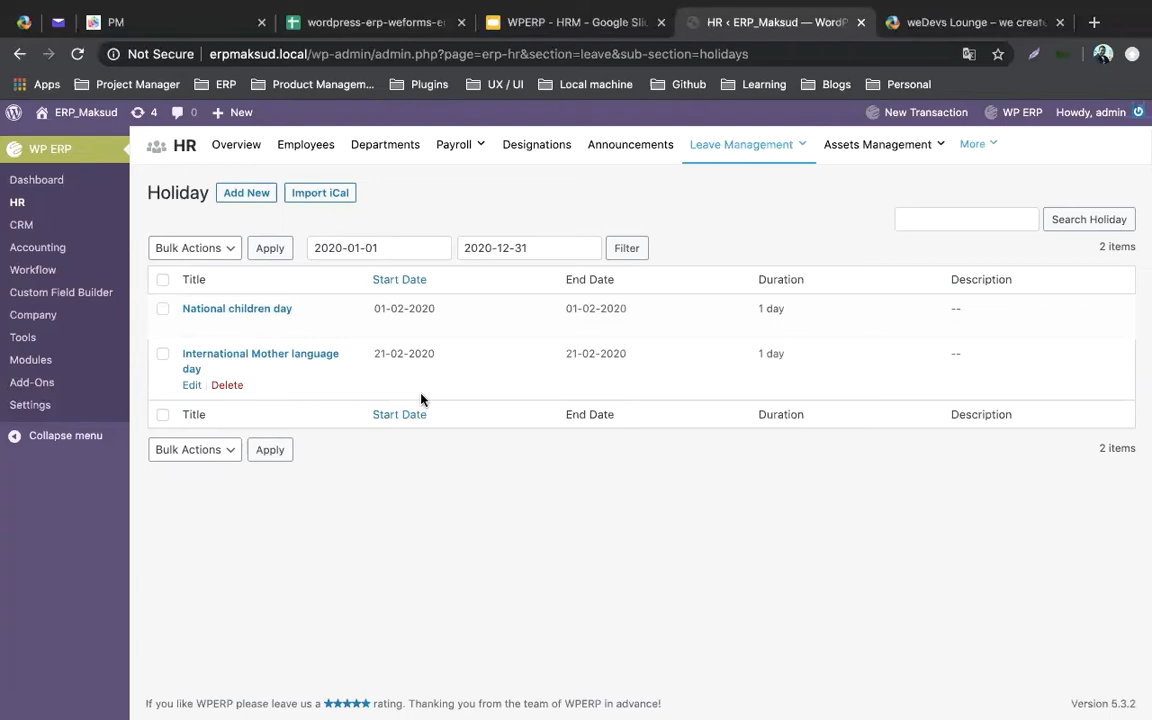 PM
wordpress-erp-weforms-e
WPERP - HRM - Google Sli
HR ‹ ERP_Maksud — WordP
weDevs Lounge – we creat
Not Secure
erpmaksud.local/wp-admin/admin.php?page=erp-hr&section=leave&sub-section=holidays
Apps
Project Manager
ERP
Product Managem...
Plugins
UX / UI
Local machine
Github
Learning
Blogs
Personal
ERP_Maksud
4
0
New
New Transaction
WP ERP
Howdy, admin
WP ERP
Dashboard
HR
CRM
Accounting
Workflow
Custom Field Builder
Company
Tools
Modules
Add-Ons
Settings
Collapse menu
HR
Overview
Employees
Departments
Payroll
Designations
Announcements
Leave Management
Assets Management
More
Holiday
Add New
Import iCal
Search Holiday
Bulk Actions
Apply
2020-01-01
2020-12-31
Filter
2 items
Title
Start Date
End Date
Duration
Description
National children day
01-02-2020
01-02-2020
1 day
--
International Mother language
day
21-02-2020
21-02-2020
1 day
--
Edit | Delete
Title
Start Date
End Date
Duration
Description
Bulk Actions
Apply
2 items
If you like WPERP please leave us a ★★★★★ rating. Thanking you from the team of WPERP in advance!
Version 5.3.2